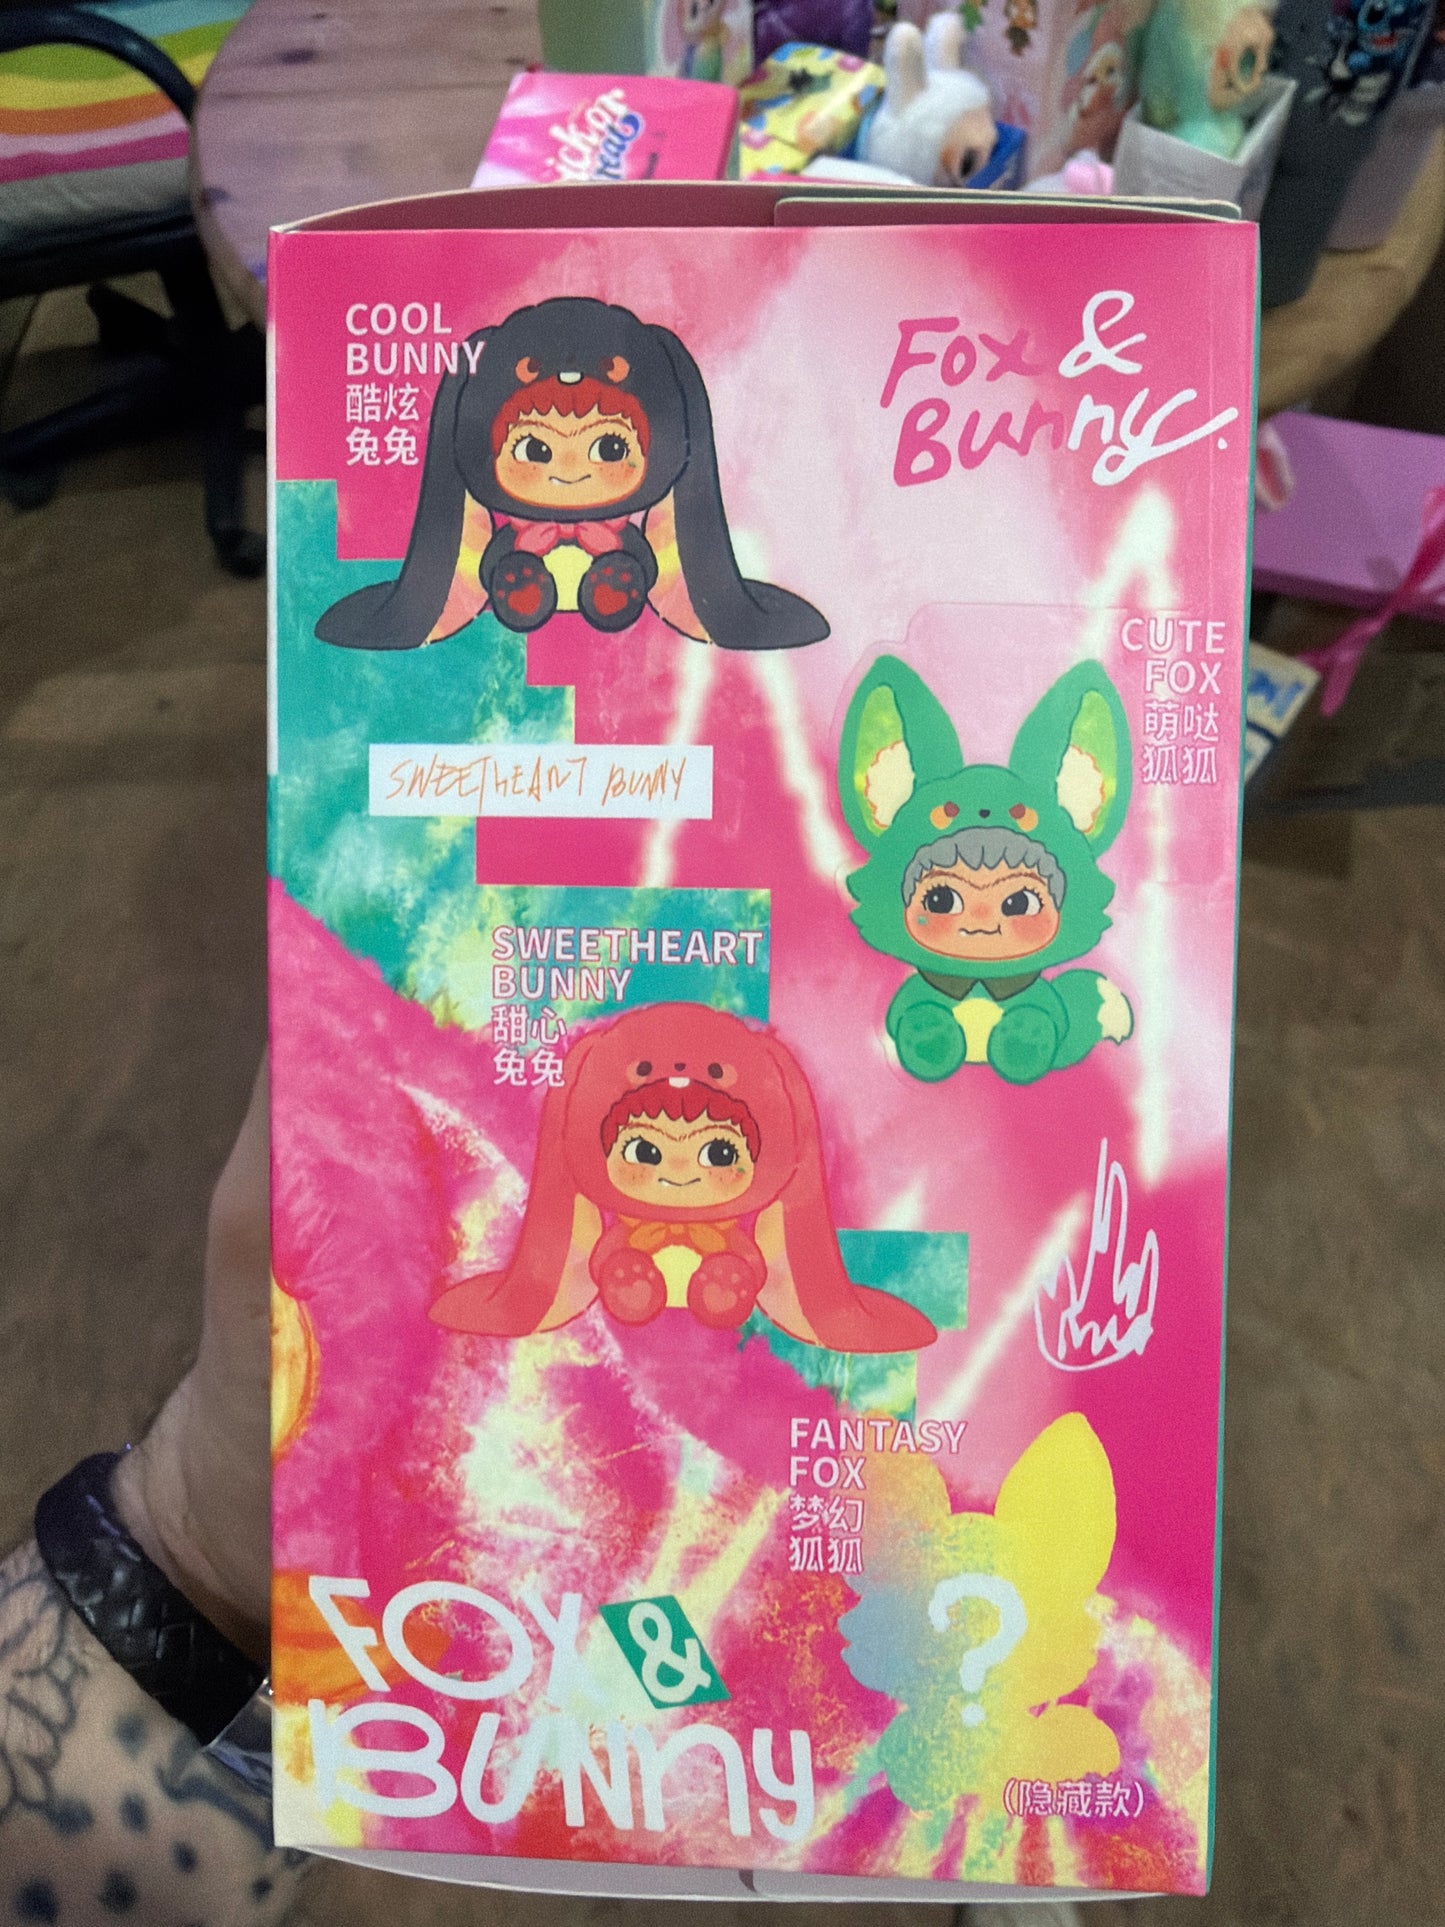 Fox &
Bunny.
COOL
BUNNY
酷炫
兔兔
CUTE
FOX
萌哒
狐狐
SWEETHEART BUNNY
SWEETHEART
BUNNY
甜心
兔兔
FANTASY
FOX
梦幻
狐狐
?
(隐藏款)
FOX &
BUNNY